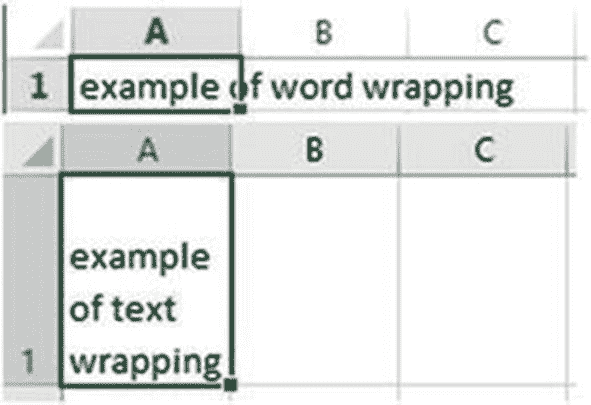 A B C
1 example of word wrapping
A B C
example
of text
1 wrapping